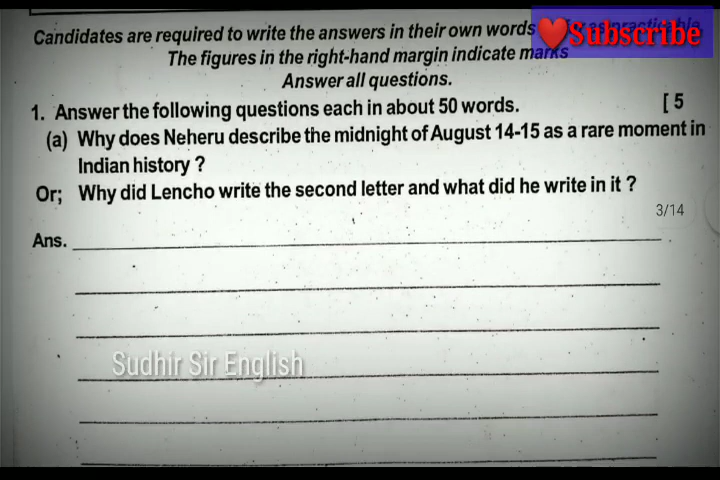 Candidates are required to write the answers in their own words
Subscribe
The figures in the right-hand margin indicate marks
Answer all questions.
1. Answer the following questions each in about 50 words. [ 5
(a) Why does Neheru describe the midnight of August 14-15 as a rare moment in
Indian history ?
Or; Why did Lencho write the second letter and what did he write in it ?
3/14
Ans.
Sudhir Sir English